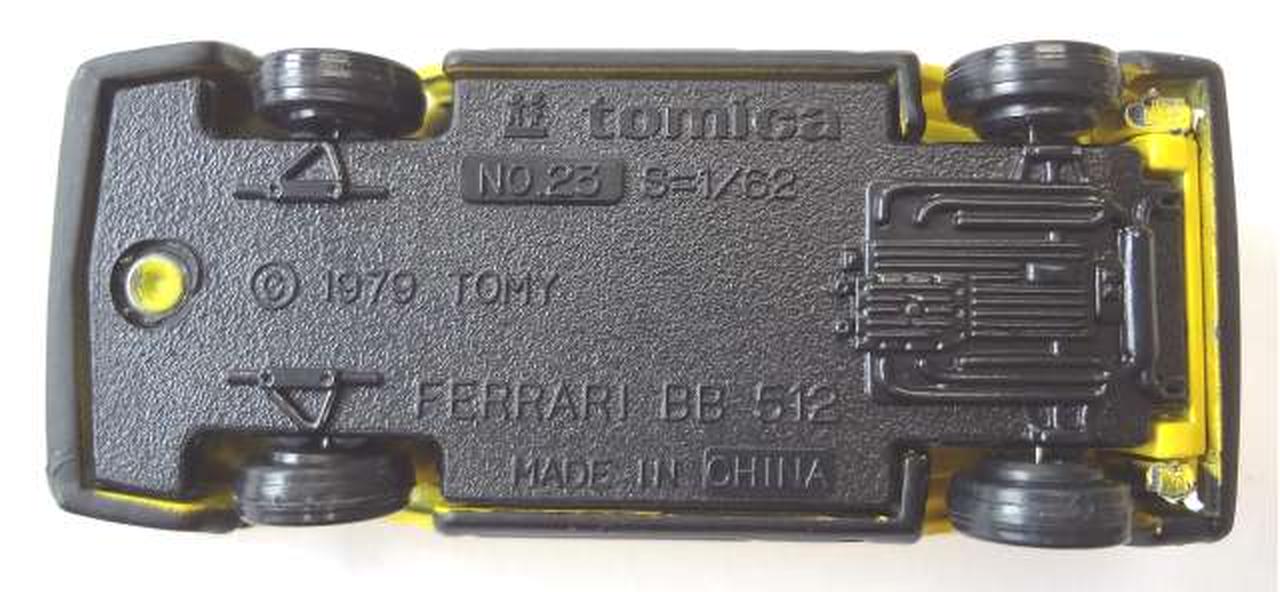 tomica
NO.23 S=1/62
© 1979 TOMY
FERRARI BB 512
MADE IN CHINA